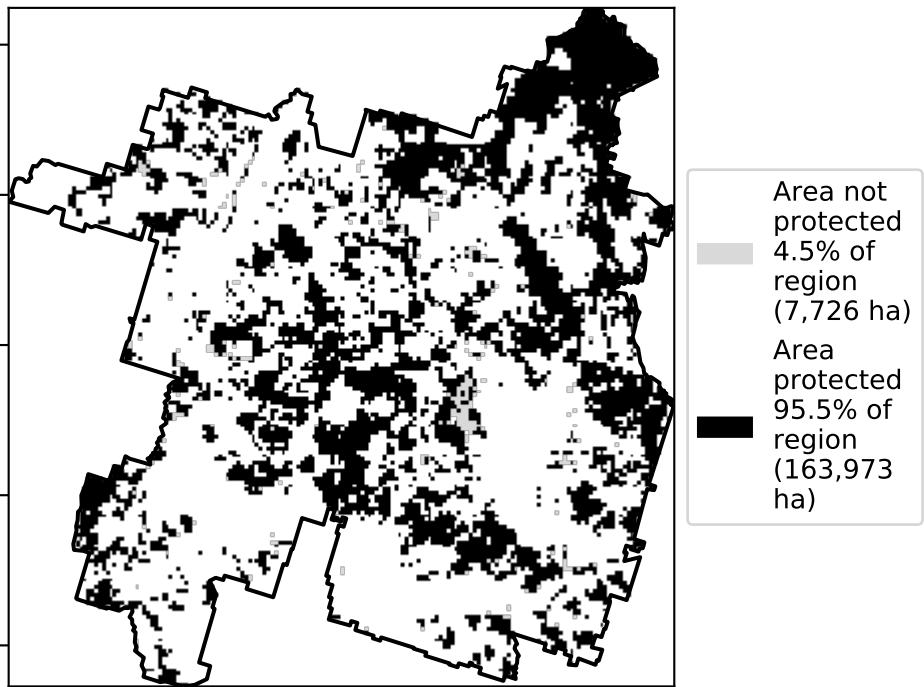 Area not
protected
4.5% of
region
(7,726 ha)
Area
protected
95.5% of
region
(163,973
ha)